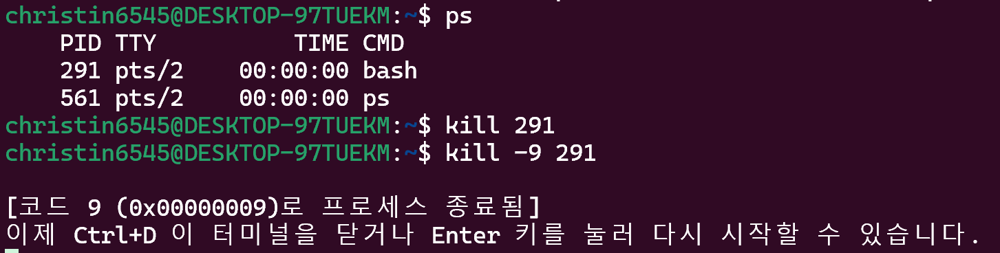 christin6545@DESKTOP-97TUEKM:~$ ps
    PID TTY          TIME CMD
    291 pts/2    00:00:00 bash
    561 pts/2    00:00:00 ps
christin6545@DESKTOP-97TUEKM:~$ kill 291
christin6545@DESKTOP-97TUEKM:~$ kill -9 291
[코드 9 (0x00000009)로 프로세스 종료됨]
이제 Ctrl+D 이 터미널을 닫거나 Enter 키를 눌러 다시 시작할 수 있습니다.